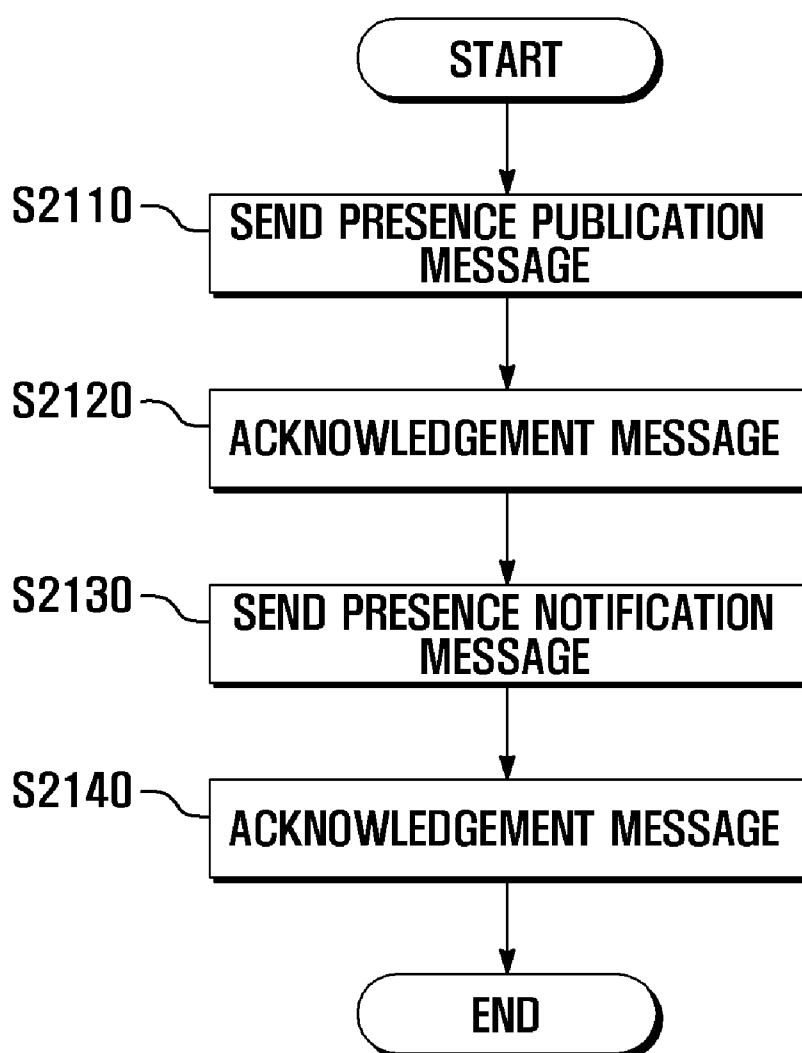 START
S2110
SEND PRESENCE PUBLICATION
MESSAGE
S2120
ACKNOWLEDGEMENT MESSAGE
S2130
SEND PRESENCE NOTIFICATION
MESSAGE
S2140
ACKNOWLEDGEMENT MESSAGE
END